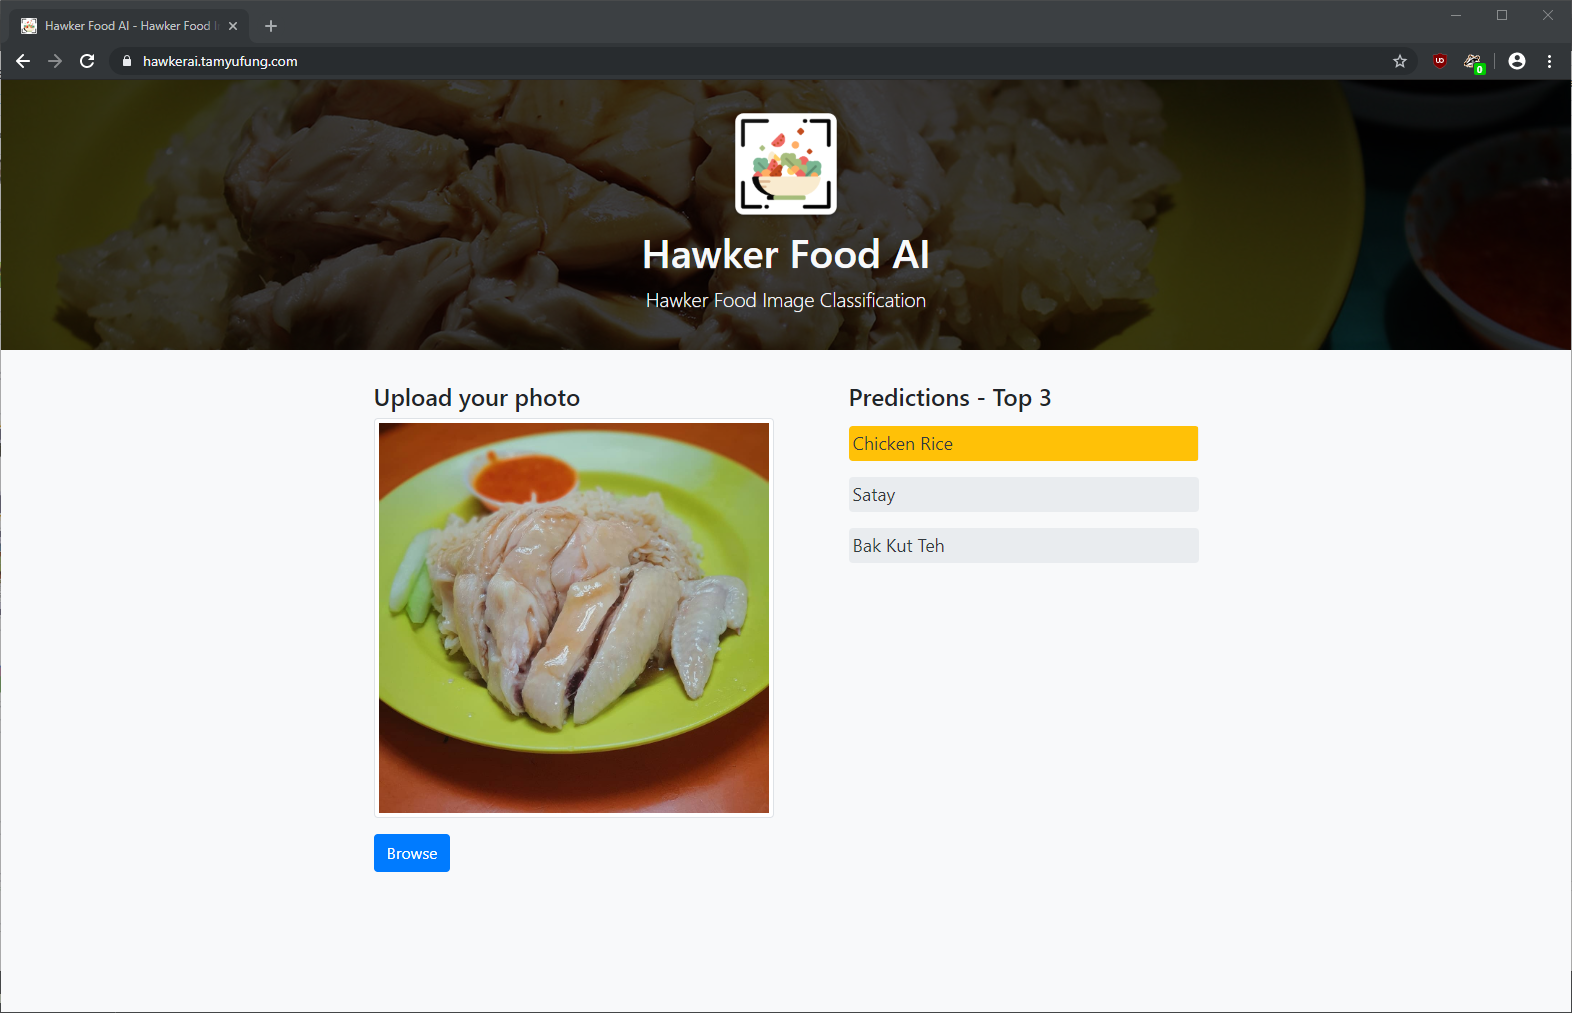 Hawker Food AI - Hawker Food
hawkerai.tamyufung.com
0
Hawker Food AI
Hawker Food Image Classification
Upload your photo
Browse
Predictions - Top 3
Chicken Rice
Satay
Bak Kut Teh